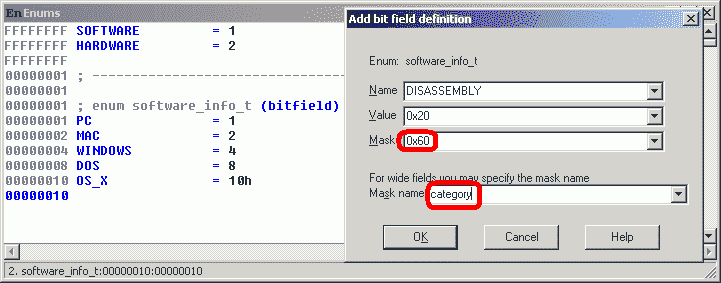 En Enums
FFFFFFFF SOFTWARE = 1
FFFFFFFF HARDWARE = 2
FFFFFFFF
00000001 ; ---------------------------------
00000001
00000001 ; enum software_info_t (bitfield)
00000001 PC = 1
00000002 MAC = 2
00000004 WINDOWS = 4
00000008 DOS = 8
00000010 OS_X = 10h
00000010
2. software_info_t:00000010:00000010
Add bit field definition
Enum: software_info_t
Name DISASSEMBLY
Value 0x20
Mask 0x60
For wide fields you may specify the mask name
Mask name category
OK Cancel Help